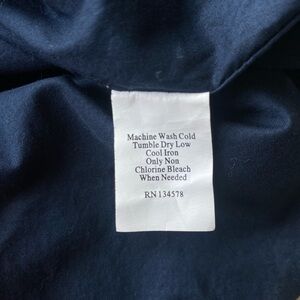 Machine Wash Cold
Tumble Dry Low
Cool Iron
Only Non
Chlorine Bleach
When Needed
RN 134578